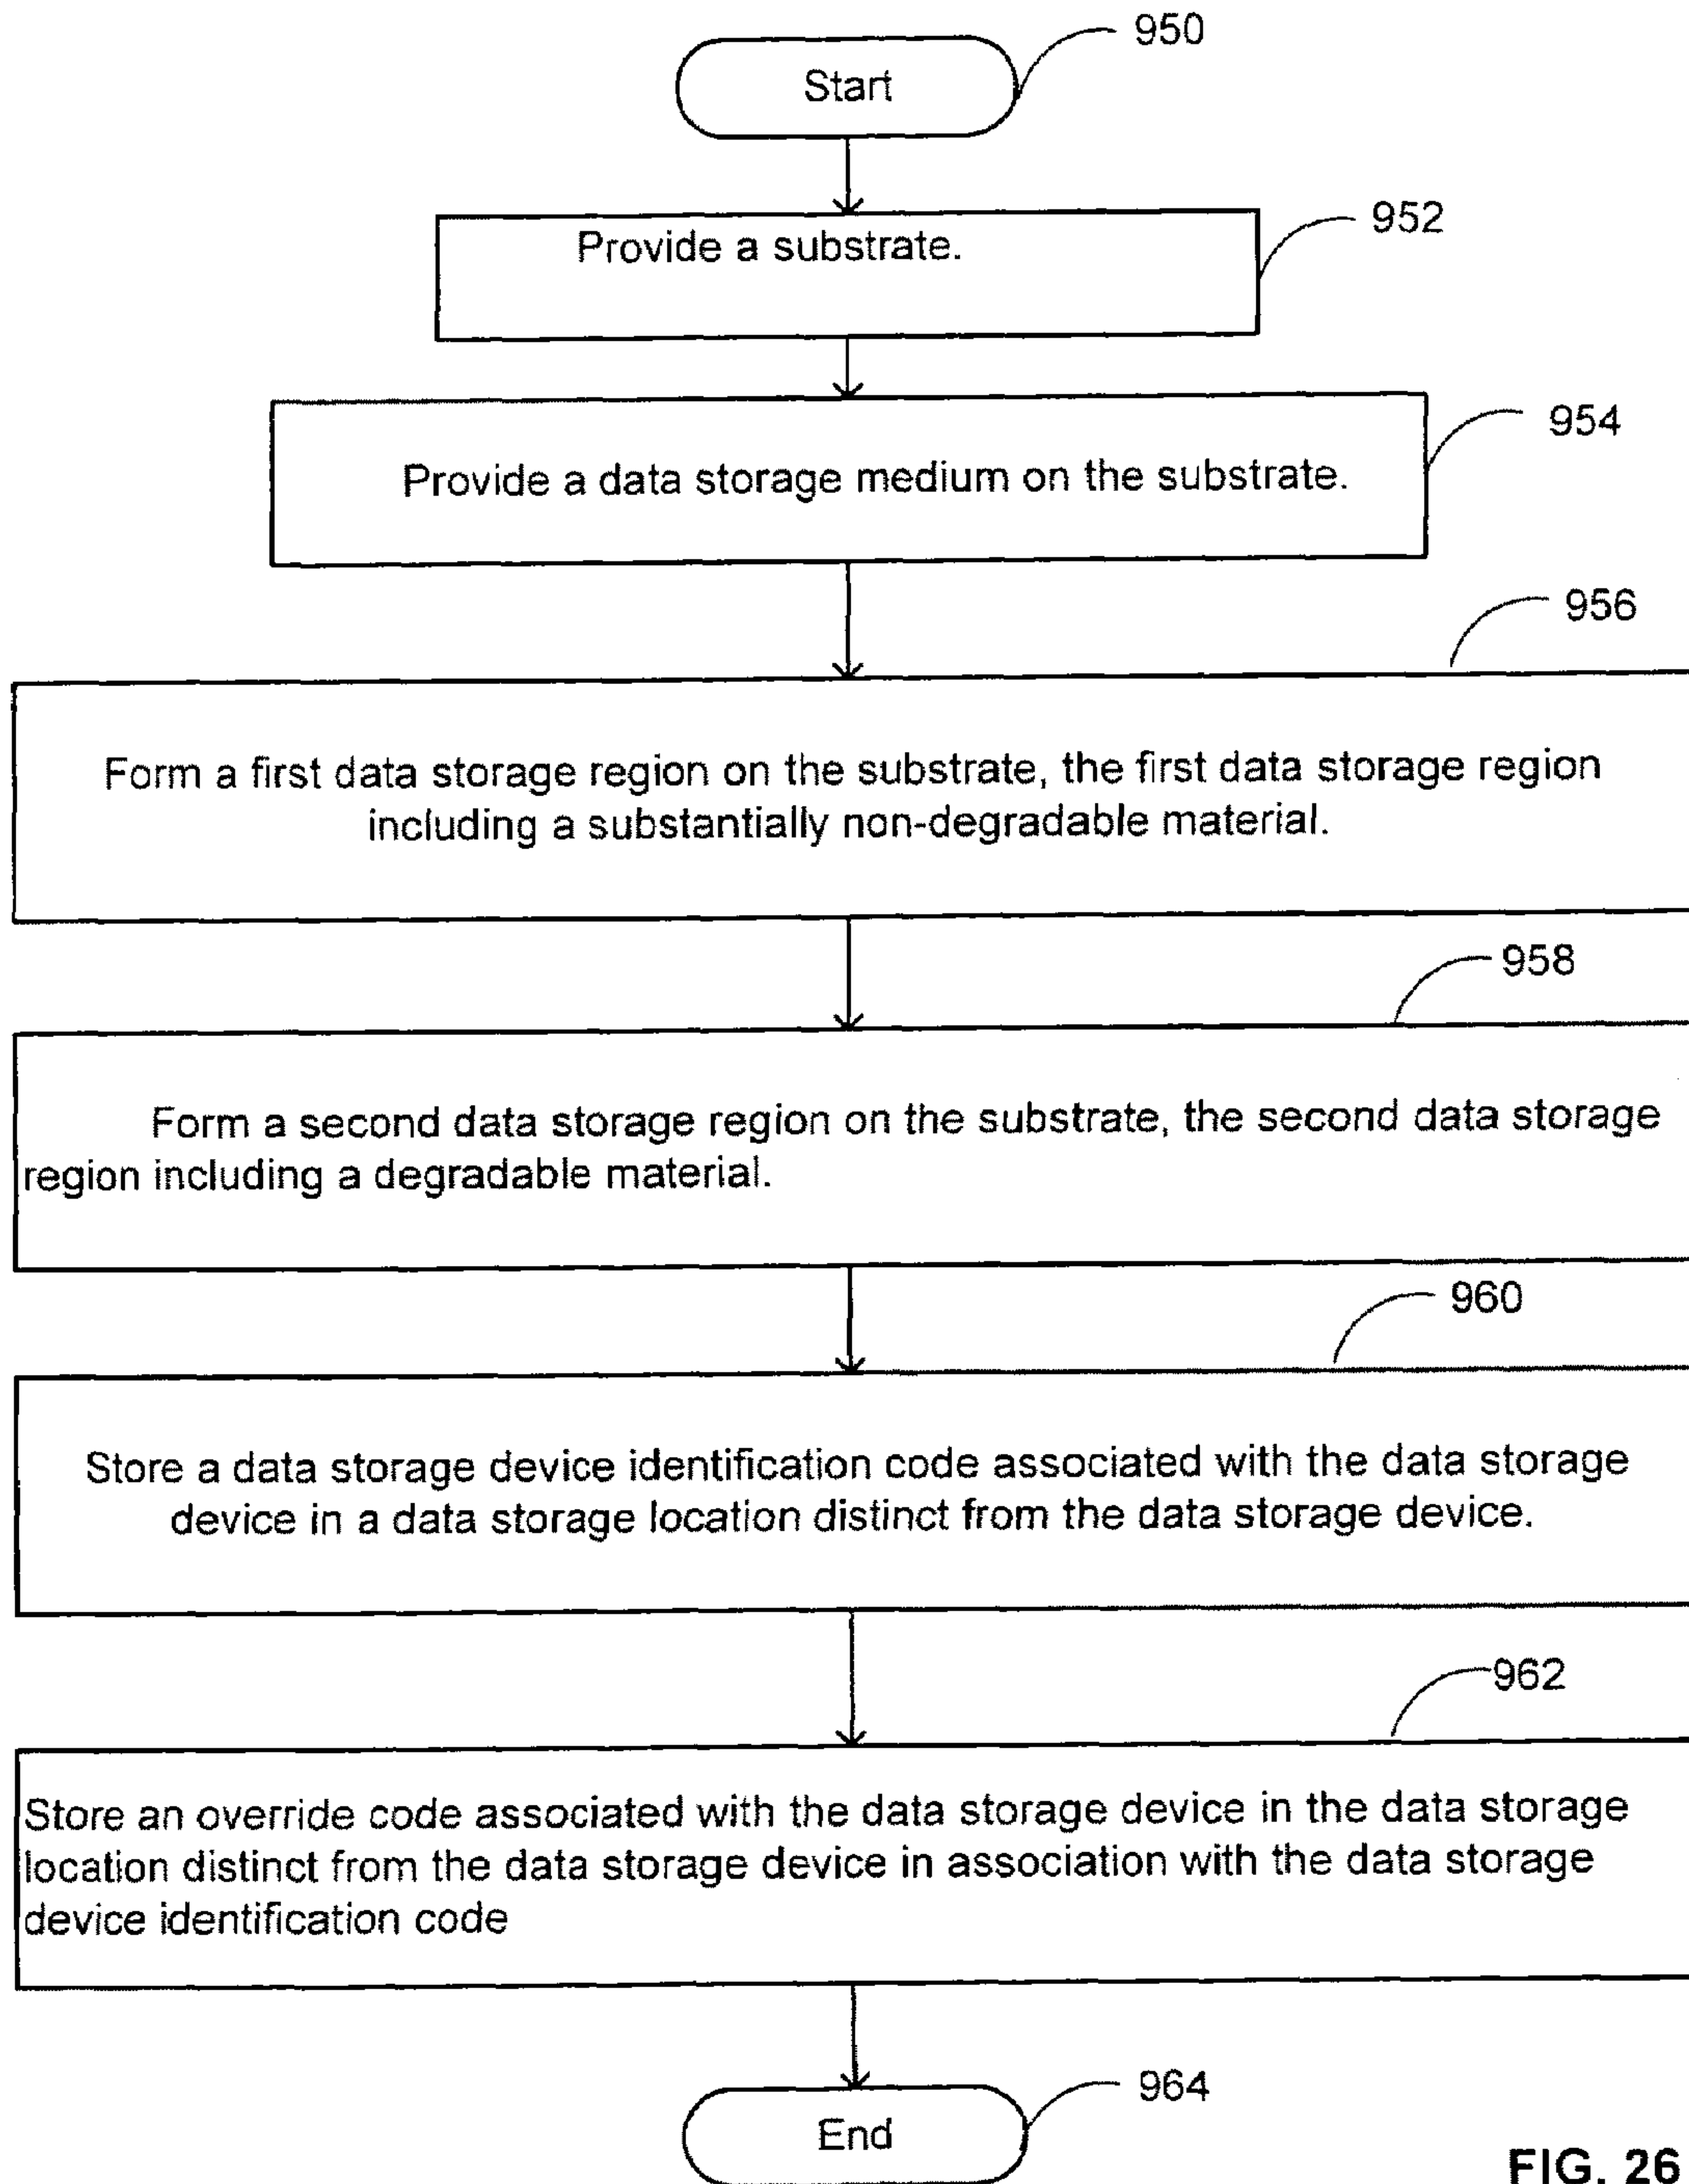 950
Start
952
Provide a substrate.
954
Provide a data storage medium on the substrate.
956
Form a first data storage region on the substrate, the first data storage region
including a substantially non-degradable material.
958
Form a second data storage region on the substrate, the second data storage
region including a degradable material.
960
Store a data storage device identification code associated with the data storage
device in a data storage location distinct from the data storage device.
962
Store an override code associated with the data storage device in the data storage
location distinct from the data storage device in association with the data storage
device identification code
964
End
FIG. 26